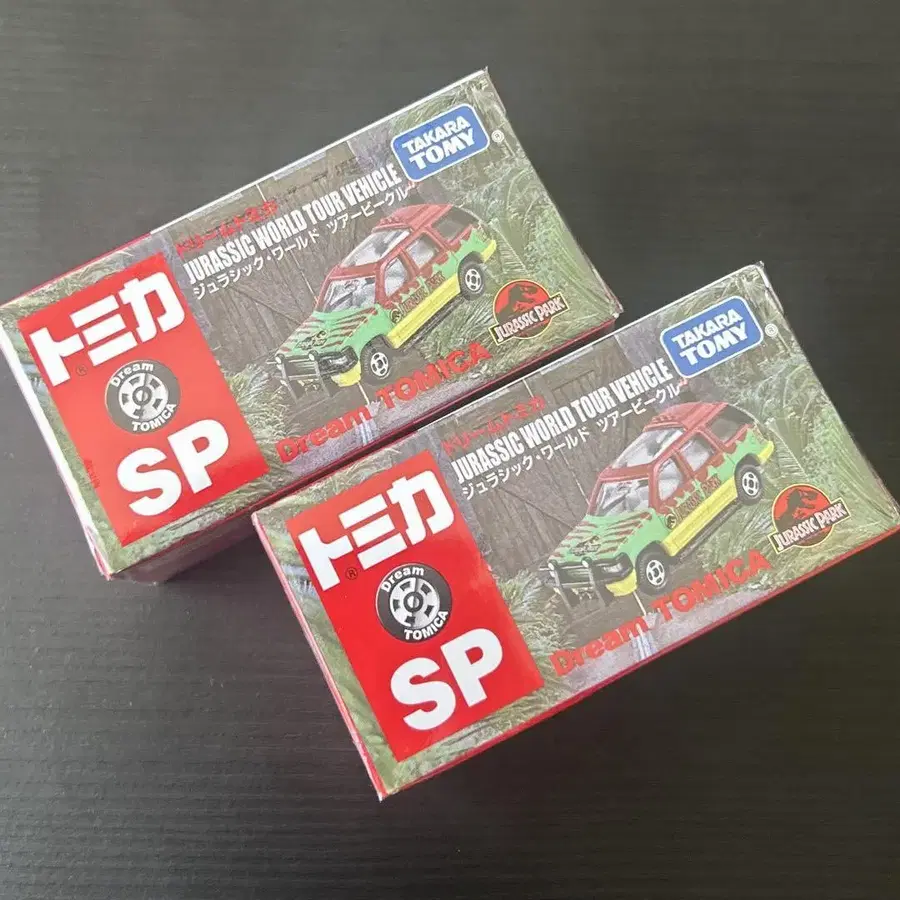 TAKARA
TOMY
ドリームトミカ
JURASSIC WORLD TOUR VEHICLE
ジュラシック・ワールド ツアービークル
トミカ
®
Dream
TOMICA
SP
JURASSIC PARK
Dream TOMICA
TAKARA
TOMY
ドリームトミカ
JURASSIC WORLD TOUR VEHICLE
ジュラシック・ワールド ツアービークル
トミカ
®
Dream
TOMICA
SP
JURASSIC PARK
Dream TOMICA